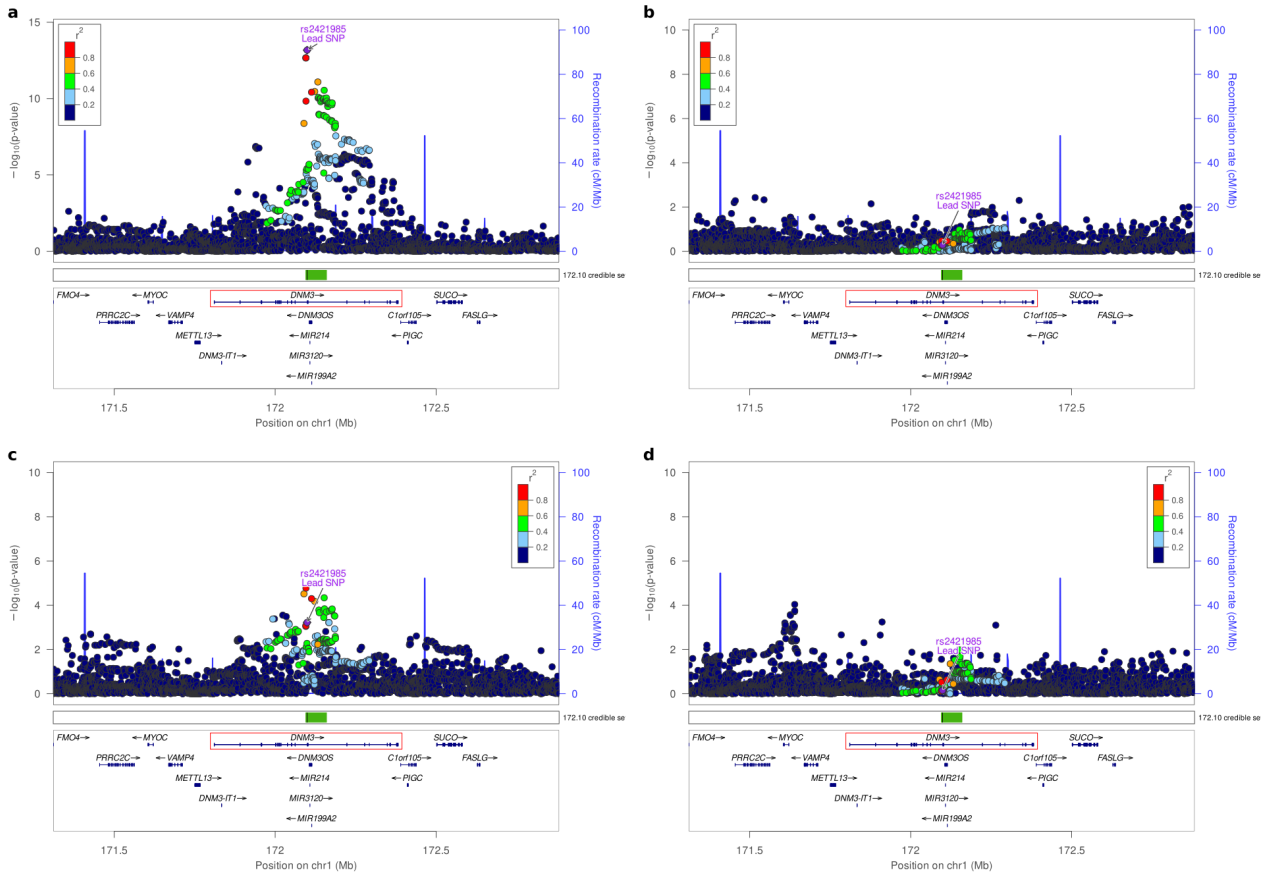 a
15
10
5
0
− log10(p-value)
r2
0.8
0.6
0.4
0.2
rs2421985
Lead SNP
100
80
60
40
20
0
Recombination rate (cM/Mb)
172.10 credible se
FMO4→
←MYOC
DNM3→
SUCO→
PRRC2C→
←VAMP4
←DNM3OS
C1orf105→
FASLG→
METTL13→
←MIR214
←PIGC
DNM3-IT1→
MIR3120→
←MIR199A2
171.5
172
172.5
Position on chr1 (Mb)
b
10
8
6
4
2
0
− log10(p-value)
r2
0.8
0.6
0.4
0.2
rs2421985
Lead SNP
100
80
60
40
20
0
Recombination rate (cM/Mb)
172.10 credible se
FMO4→
←MYOC
DNM3→
SUCO→
PRRC2C→
←VAMP4
←DNM3OS
C1orf105→
FASLG→
METTL13→
←MIR214
←PIGC
DNM3-IT1→
MIR3120→
←MIR199A2
171.5
172
172.5
Position on chr1 (Mb)
c
10
8
6
4
2
0
− log10(p-value)
r2
0.8
0.6
0.4
0.2
rs2421985
Lead SNP
100
80
60
40
20
0
Recombination rate (cM/Mb)
172.10 credible se
FMO4→
←MYOC
DNM3→
SUCO→
PRRC2C→
←VAMP4
←DNM3OS
C1orf105→
FASLG→
METTL13→
←MIR214
←PIGC
DNM3-IT1→
MIR3120→
←MIR199A2
171.5
172
172.5
Position on chr1 (Mb)
d
10
8
6
4
2
0
− log10(p-value)
r2
0.8
0.6
0.4
0.2
rs2421985
Lead SNP
100
80
60
40
20
0
Recombination rate (cM/Mb)
172.10 credible se
FMO4→
←MYOC
DNM3→
SUCO→
PRRC2C→
←VAMP4
←DNM3OS
C1orf105→
FASLG→
METTL13→
←MIR214
←PIGC
DNM3-IT1→
MIR3120→
←MIR199A2
171.5
172
172.5
Position on chr1 (Mb)